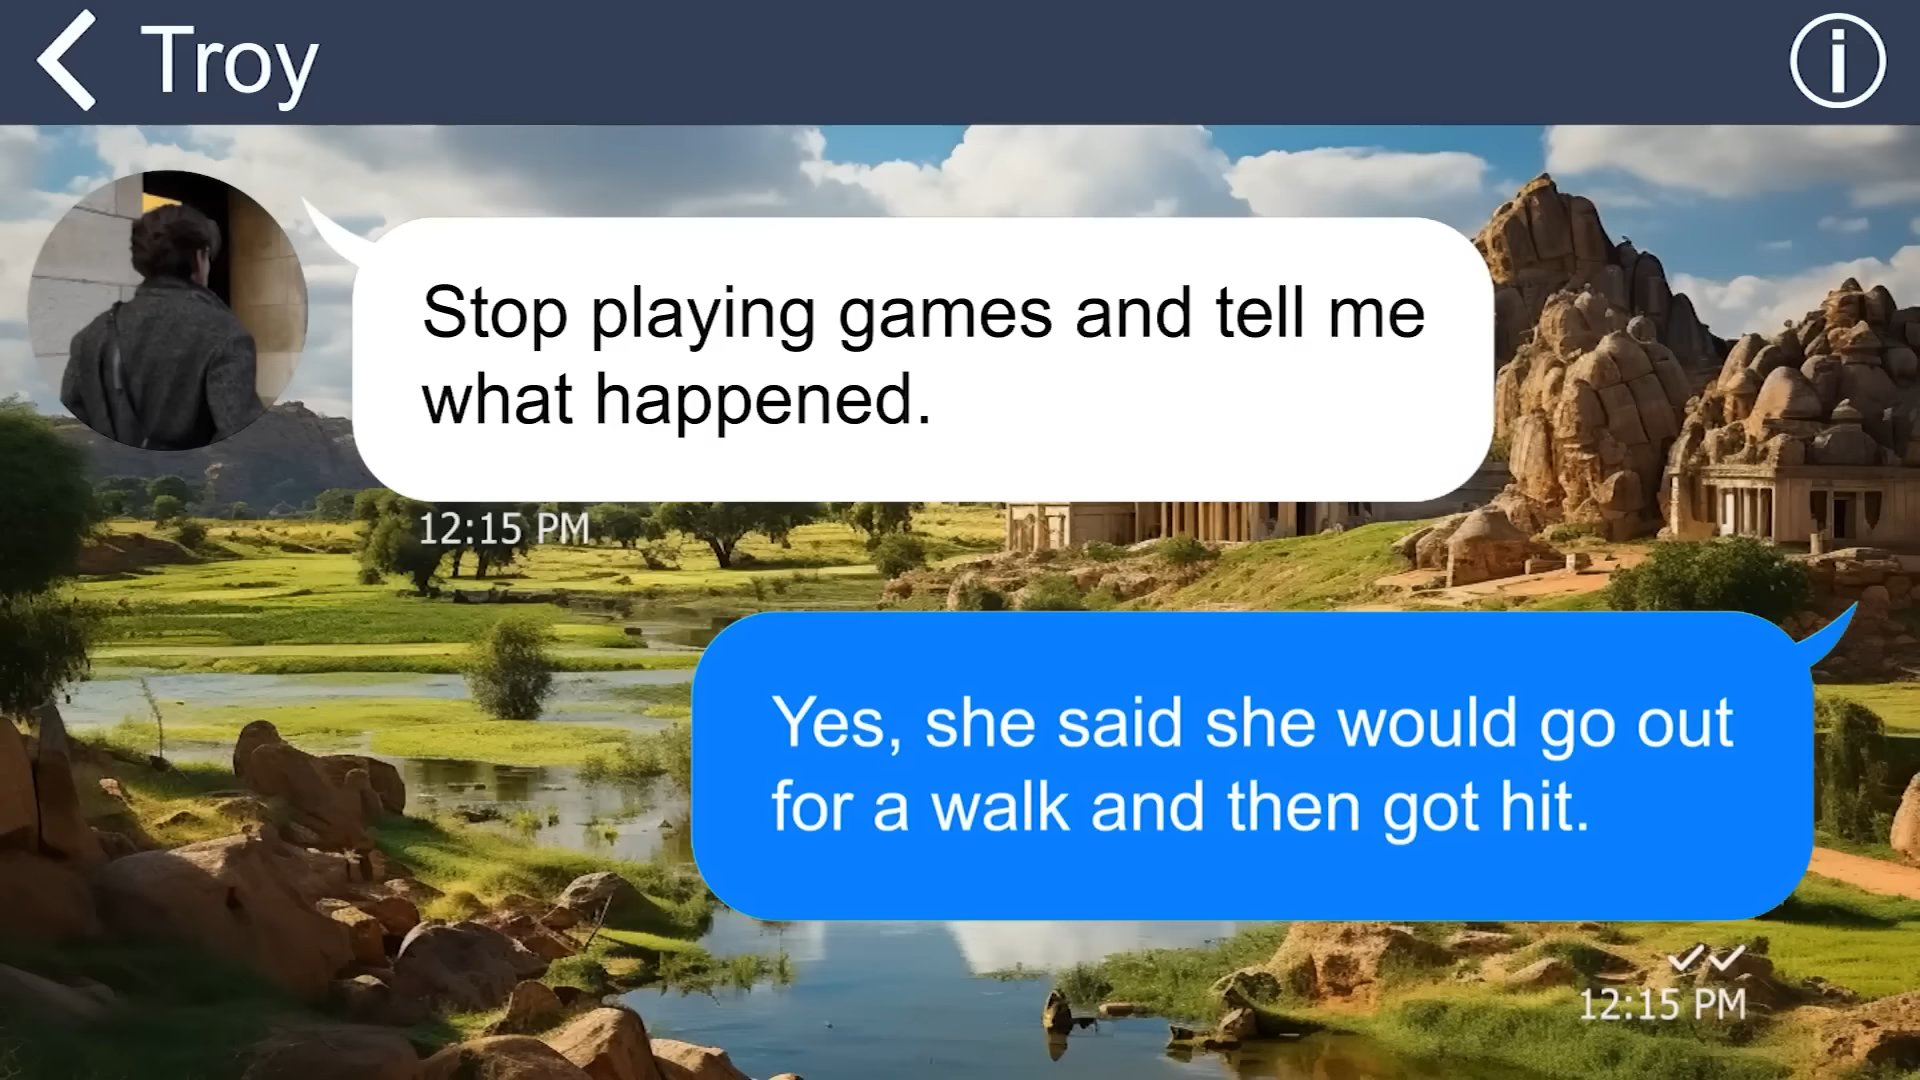 Troy
Stop playing games and tell me
what happened.
12:15 PM
Yes, she said she would go out
for a walk and then got hit.
12:15 PM